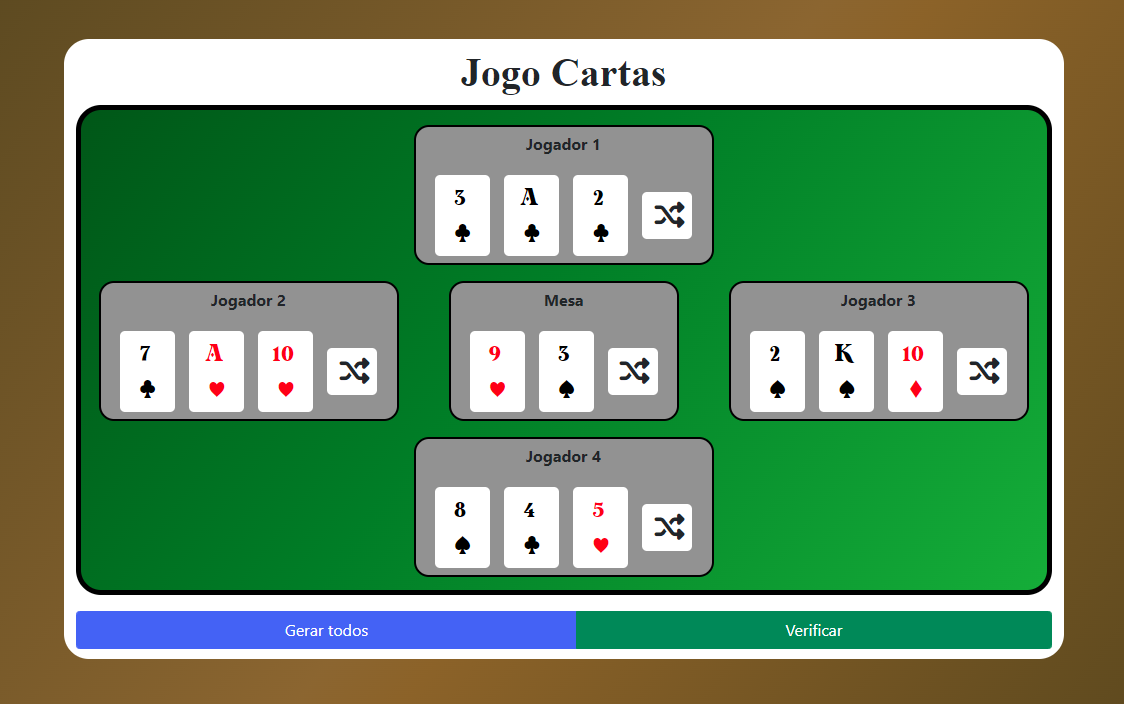 Jogo Cartas
Jogador 1
3 A 2
♣ ♣ ♣
Jogador 2
7 A 10
♣ ♥ ♥
Mesa
9 3
♥ ♠
Jogador 3
2 K 10
♠ ♠ ♦
Jogador 4
8 4 5
♠ ♣ ♥
Gerar todos
Verificar